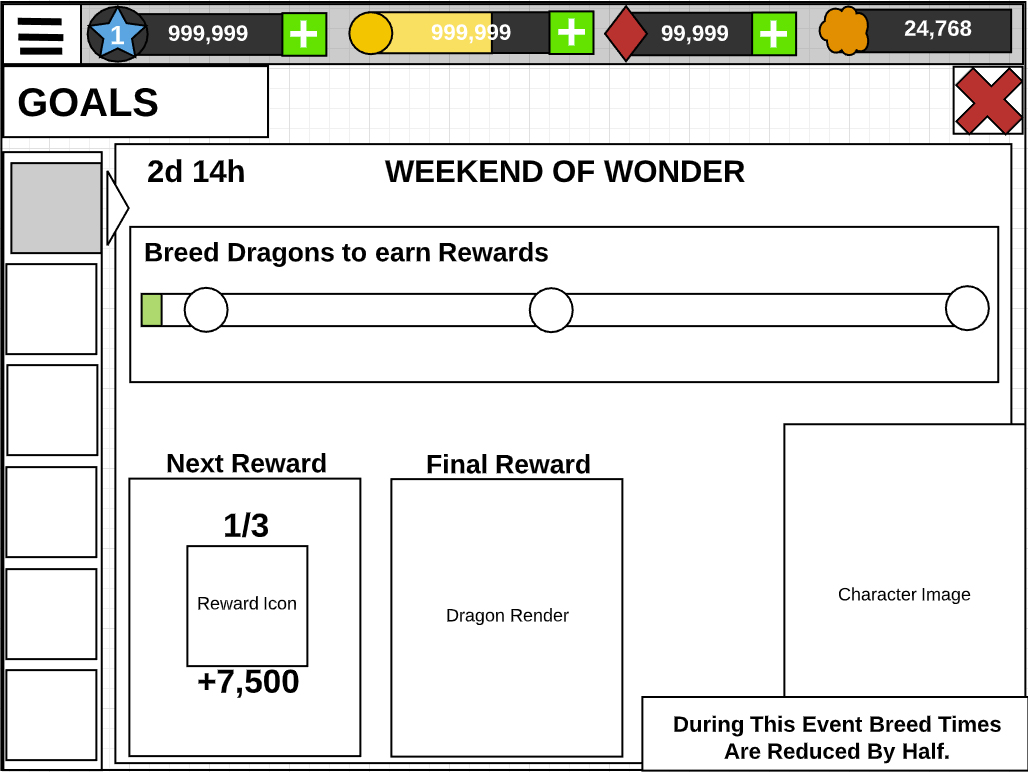 1
999,999
999,999
99,999
24,768
GOALS
2d 14h
WEEKEND OF WONDER
Breed Dragons to earn Rewards
Next Reward
Final Reward
1/3
Reward Icon
+7,500
Dragon Render
Character Image
During This Event Breed Times
Are Reduced By Half.